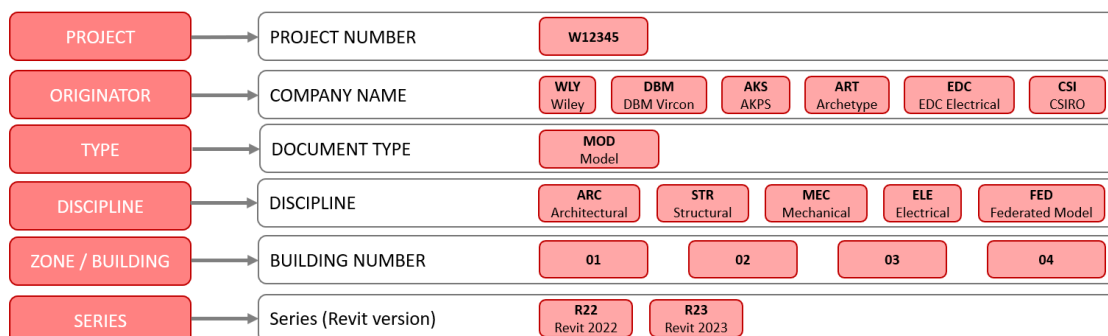 PROJECT
PROJECT NUMBER
W12345
ORIGINATOR
COMPANY NAME
WLY
Wiley
DBM
DBM Vircon
AKS
AKPS
ART
Archetype
EDC
EDC Electrical
CSI
CSIRO
TYPE
DOCUMENT TYPE
MOD
Model
DISCIPLINE
DISCIPLINE
ARC
Architectural
STR
Structural
MEC
Mechanical
ELE
Electrical
FED
Federated Model
ZONE / BUILDING
BUILDING NUMBER
01
02
03
04
SERIES
Series (Revit version)
R22
Revit 2022
R23
Revit 2023